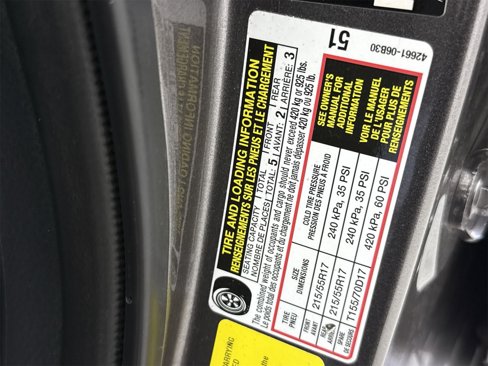 TIRE AND LOADING INFORMATION
RENSEIGNEMENTS SUR LES PNEUS ET LE CHARGEMENT
SEATING CAPACITY | TOTAL | FRONT | REAR
NOMBRE DE PLACES | TOTAL: 5 | AVANT: 2 | ARRIÈRE: 3
The combined weight of occupants and cargo should never exceed 420 kg or 925 lbs.
Le poids total des occupants et du chargement ne doit jamais dépasser 420 kg ou 925 lb.
TIRE PNEU | SIZE DIMENSIONS | COLD TIRE PRESSURE PRESSION DES PNEUS À FROID
FRONT AVANT | 215/55R17 | 240 kPa, 35 PSI
REAR ARRIÈRE | 215/55R17 | 240 kPa, 35 PSI
SPARE DE SECOURS | T155/70D17 | 420 kPa, 60 PSI
SEE OWNER'S
MANUAL FOR
ADDITIONAL
INFORMATION
VOIR LE MANUEL
DE L'USAGER
POUR PLUS DE
RENSEIGNEMENTS
51
42661-06B30
ARRYING
the